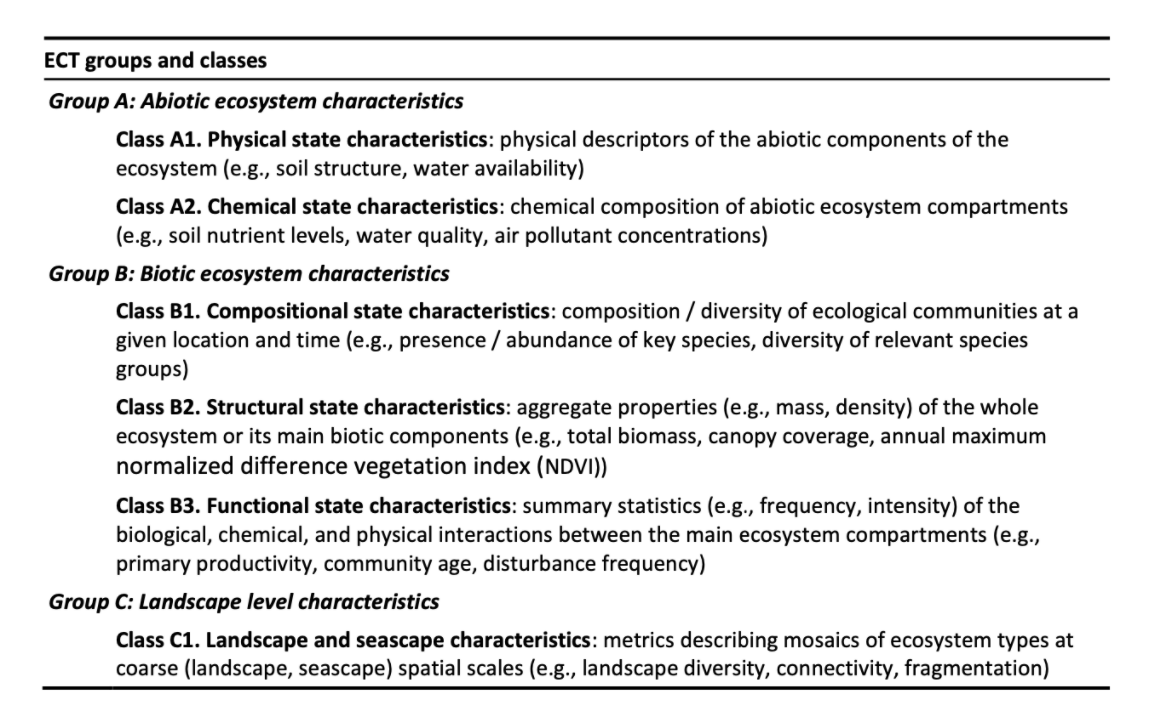 ECT groups and classes
Group A: Abiotic ecosystem characteristics
Class A1. Physical state characteristics: physical descriptors of the abiotic components of the
ecosystem (e.g., soil structure, water availability)
Class A2. Chemical state characteristics: chemical composition of abiotic ecosystem compartments
(e.g., soil nutrient levels, water quality, air pollutant concentrations)
Group B: Biotic ecosystem characteristics
Class B1. Compositional state characteristics: composition / diversity of ecological communities at a
given location and time (e.g., presence / abundance of key species, diversity of relevant species
groups)
Class B2. Structural state characteristics: aggregate properties (e.g., mass, density) of the whole
ecosystem or its main biotic components (e.g., total biomass, canopy coverage, annual maximum
normalized difference vegetation index (NDVI))
Class B3. Functional state characteristics: summary statistics (e.g., frequency, intensity) of the
biological, chemical, and physical interactions between the main ecosystem compartments (e.g.,
primary productivity, community age, disturbance frequency)
Group C: Landscape level characteristics
Class C1. Landscape and seascape characteristics: metrics describing mosaics of ecosystem types at
coarse (landscape, seascape) spatial scales (e.g., landscape diversity, connectivity, fragmentation)